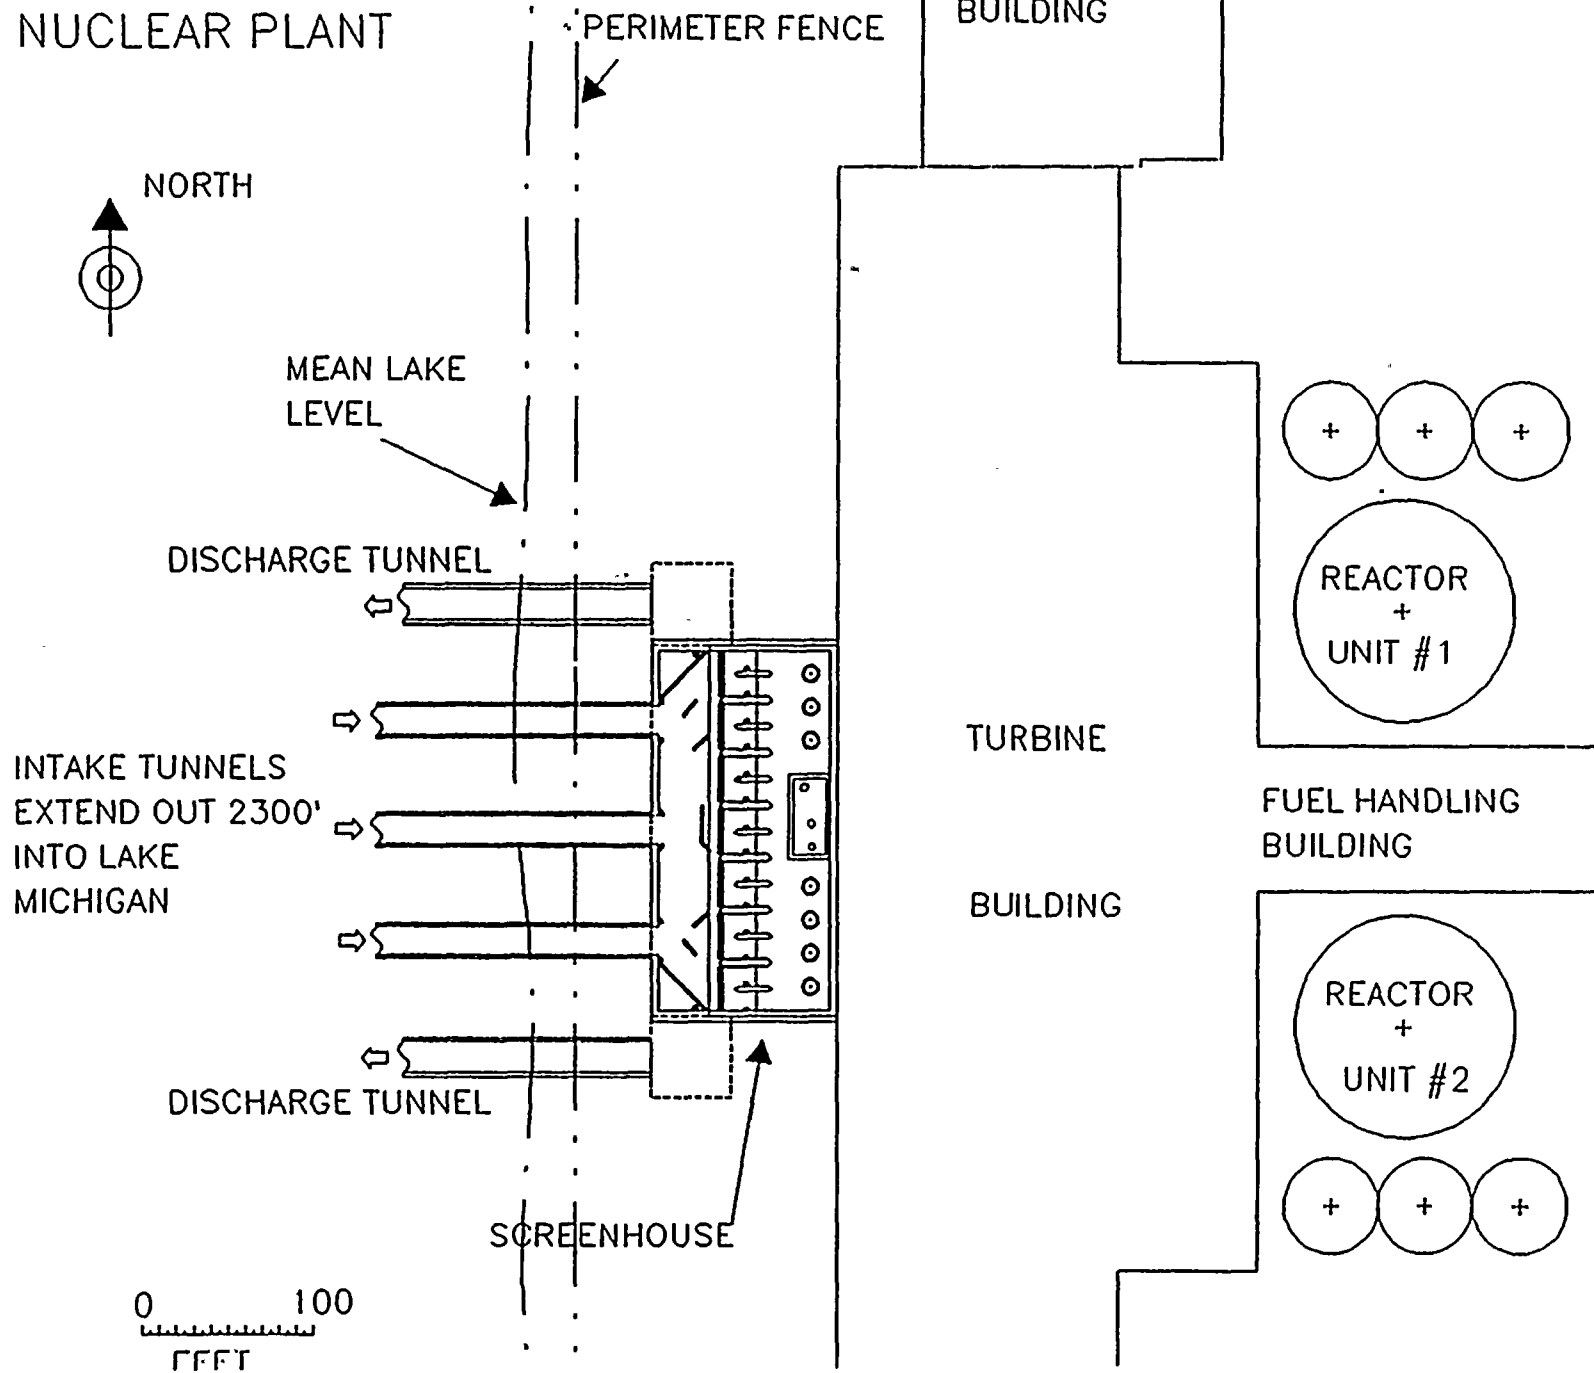 NUCLEAR PLANT
PERIMETER FENCE
BUILDING
NORTH
MEAN LAKE
LEVEL
DISCHARGE TUNNEL
REACTOR
+
UNIT #1
INTAKE TUNNELS
EXTEND OUT 2300'
INTO LAKE
MICHIGAN
TURBINE
BUILDING
FUEL HANDLING
BUILDING
REACTOR
+
UNIT #2
DISCHARGE TUNNEL
SCREENHOUSE
0 100
FEET